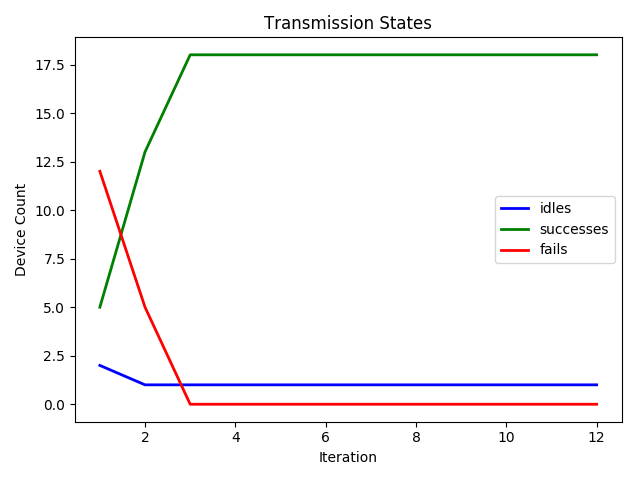 Transmission States
Device Count
17.5
15.0
12.5
10.0
7.5
5.0
2.5
0.0
idles
successes
fails
2 4 6 8 10 12
Iteration